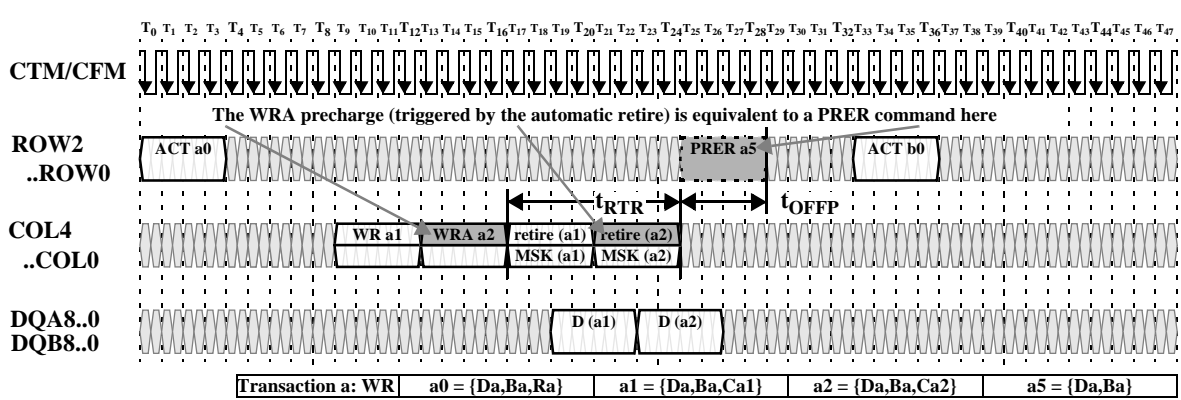 T0 T1 T2 T3 T4 T5 T6 T7 T8 T9 T10 T11 T12 T13 T14 T15 T16 T17 T18 T19 T20 T21 T22 T23 T24 T25 T26 T27 T28 T29 T30 T31 T32 T33 T34 T35 T36 T37 T38 T39 T40 T41 T42 T43 T44 T45 T46 T47
CTM/CFM
The WRA precharge (triggered by the automatic retire) is equivalent to a PRER command here
ROW2 ACT a0 PRER a5 ACT b0
..ROW0
tRTR tOFFP
COL4 WR a1 WRA a2 retire (a1) retire (a2)
..COL0 MSK (a1) MSK (a2)
DQA8..0 D (a1) D (a2)
DQB8..0
Transaction a: WR a0 = {Da,Ba,Ra} a1 = {Da,Ba,Ca1} a2 = {Da,Ba,Ca2} a5 = {Da,Ba}